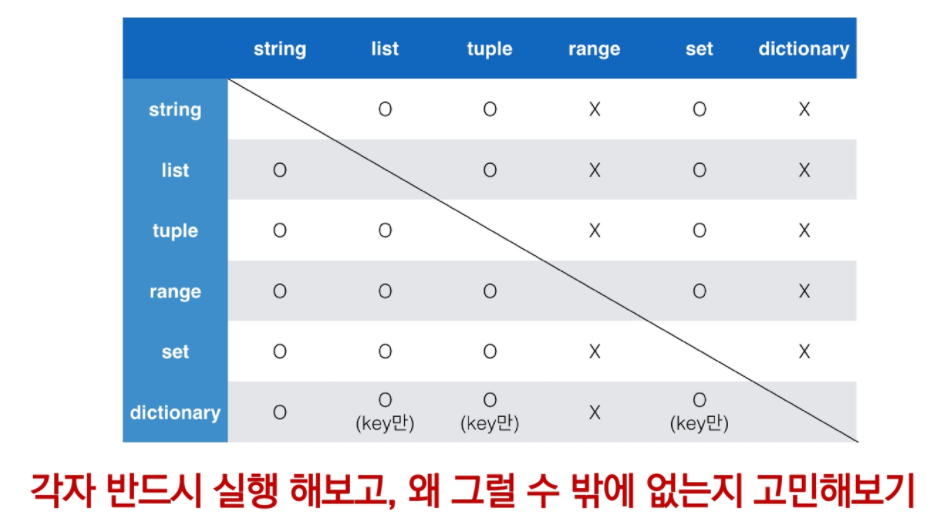 string list tuple range set dictionary
string O O X O X
list O O X O X
tuple O O X O X
range O O O O X
set O O O X X
dictionary O O (key만) O (key만) X O (key만)
각자 반드시 실행 해보고, 왜 그럴 수 밖에 없는지 고민해보기